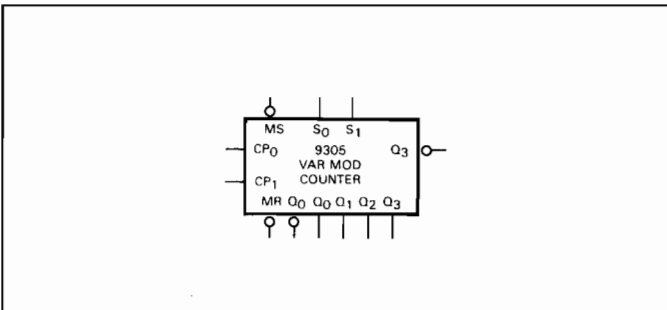 MS S0 S1
CP0 9305 Q3
VAR MOD
CP1 COUNTER
MR Q0 Q0 Q1 Q2 Q3